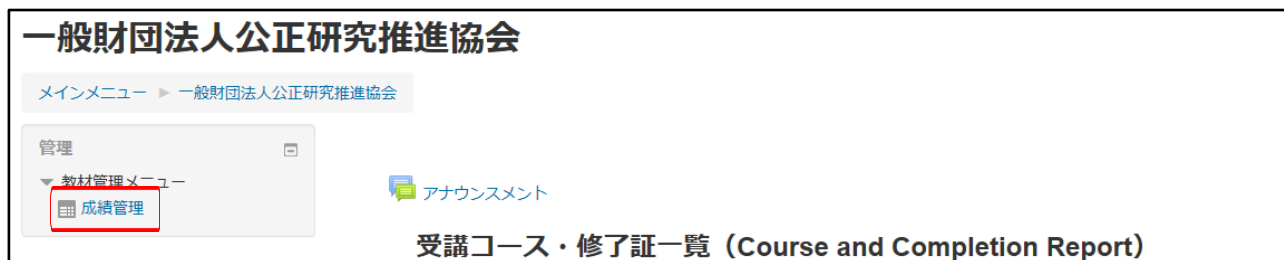 一般財団法人公正研究推進協会
メインメニュー ▶ 一般財団法人公正研究推進協会
管理
教材管理メニュー
成績管理
アナウンスメント
受講コース・修了証一覧（Course and Completion Report）